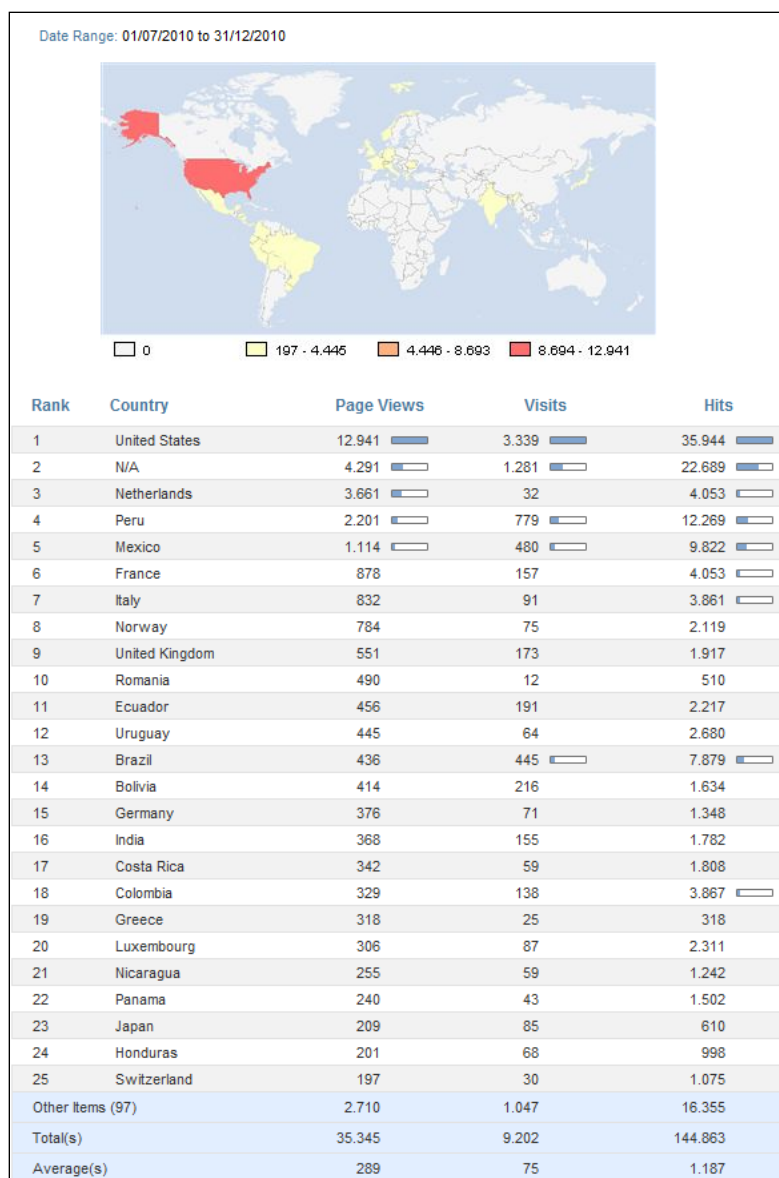 Date Range: 01/07/2010 to 31/12/2010
0 197 - 4.445 4.446 - 8.693 8.694 - 12.941
Rank Country Page Views Visits Hits
1 United States 12.941 3.339 35.944
2 N/A 4.291 1.281 22.689
3 Netherlands 3.661 32 4.053
4 Peru 2.201 779 12.269
5 Mexico 1.114 480 9.822
6 France 878 157 4.053
7 Italy 832 91 3.861
8 Norway 784 75 2.119
9 United Kingdom 551 173 1.917
10 Romania 490 12 510
11 Ecuador 456 191 2.217
12 Uruguay 445 64 2.680
13 Brazil 436 445 7.879
14 Bolivia 414 216 1.634
15 Germany 376 71 1.348
16 India 368 155 1.782
17 Costa Rica 342 59 1.808
18 Colombia 329 138 3.867
19 Greece 318 25 318
20 Luxembourg 306 87 2.311
21 Nicaragua 255 59 1.242
22 Panama 240 43 1.502
23 Japan 209 85 610
24 Honduras 201 68 998
25 Switzerland 197 30 1.075
Other Items (97) 2.710 1.047 16.355
Total(s) 35.345 9.202 144.863
Average(s) 289 75 1.187